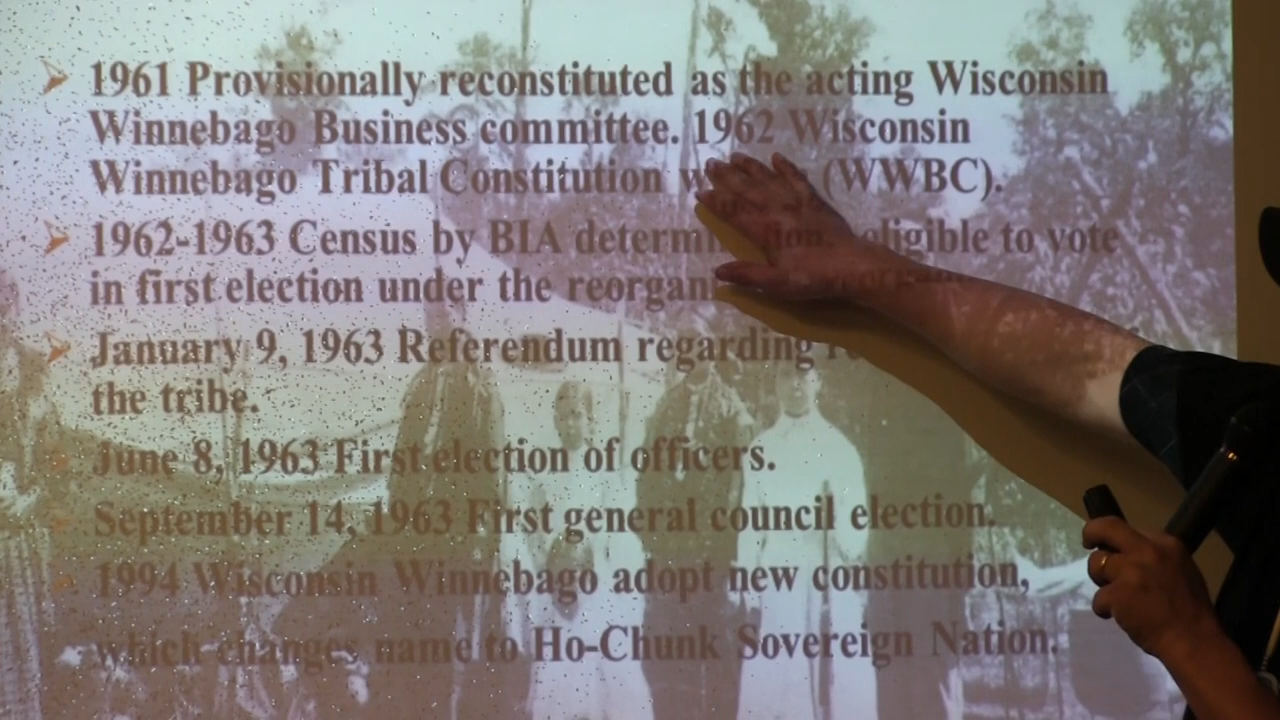 1961 Provisionally reconstituted as the acting Wisconsin
Winnebago Business committee. 1962 Wisconsin
Winnebago Tribal Constitution (WWBC).
1962-1963 Census by BIA eligible to vote
in first election under the
January 9, 1963 Referendum regarding
the tribe.
June 8, 1963 First election of officers.
September 14, 1963 First general council election.
1994 Wisconsin Winnebago adopt new constitution,
which changes name to Ho-Chunk Sovereign Nation.